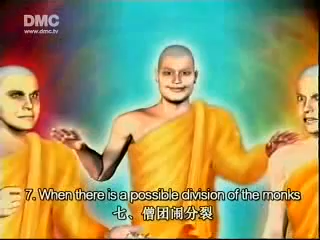 DMC
www.dmc.tv
7. When there is a possible division of the monks
七、僧团闹分裂